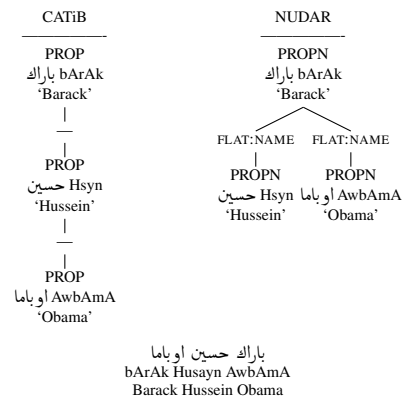 CATiB
PROP
باراك bArAk
‘Barack’
—
PROP
حسين Hsyn
‘Hussein’
—
PROP
اوباما AwbAmA
‘Obama’
NUDAR
PROPN
باراك bArAk
‘Barack’
FLAT:NAME FLAT:NAME
PROPN PROPN
حسين Hsyn اوباما AwbAmA
‘Hussein’ ‘Obama’
باراك حسين اوباما
bArAk Husayn AwbAmA
Barack Hussein Obama